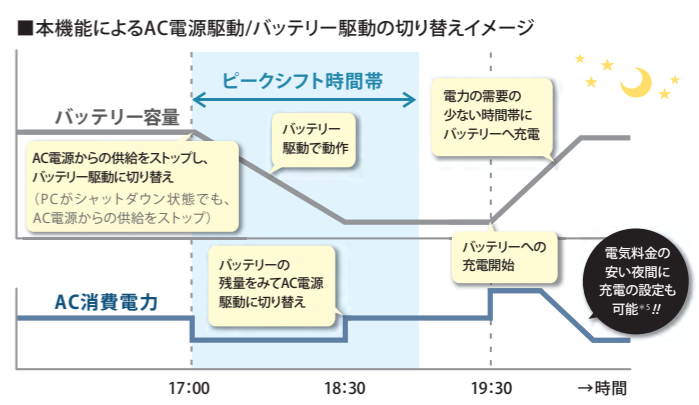 ■本機能によるAC電源駆動/バッテリー駆動の切り替えイメージ
ピークシフト時間帯
バッテリー容量
AC電源からの供給をストップし、
バッテリー駆動に切り替え
（PCがシャットダウン状態でも、
AC電源からの供給をストップ）
バッテリー
駆動で動作
電力の需要の
少ない時間帯に
バッテリーへ充電
バッテリーの
残量をみてAC電源
駆動に切り替え
バッテリーへの
充電開始
電気料金の
安い夜間に
充電の設定も
可能※5!!
AC消費電力
17:00
18:30
19:30
→時間